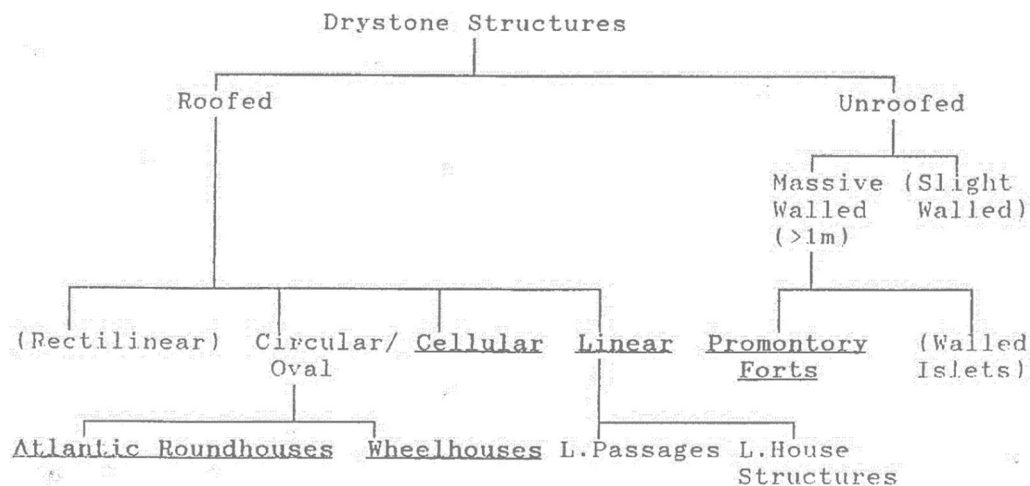 Drystone Structures
Roofed Unroofed
Massive (Slight
Walled Walled)
(>1m)
(Rectilinear) Circular/ Cellular Linear Promontory (Walled
Oval Forts Islets)
Atlantic Roundhouses Wheelhouses L.Passages L.House
Structures